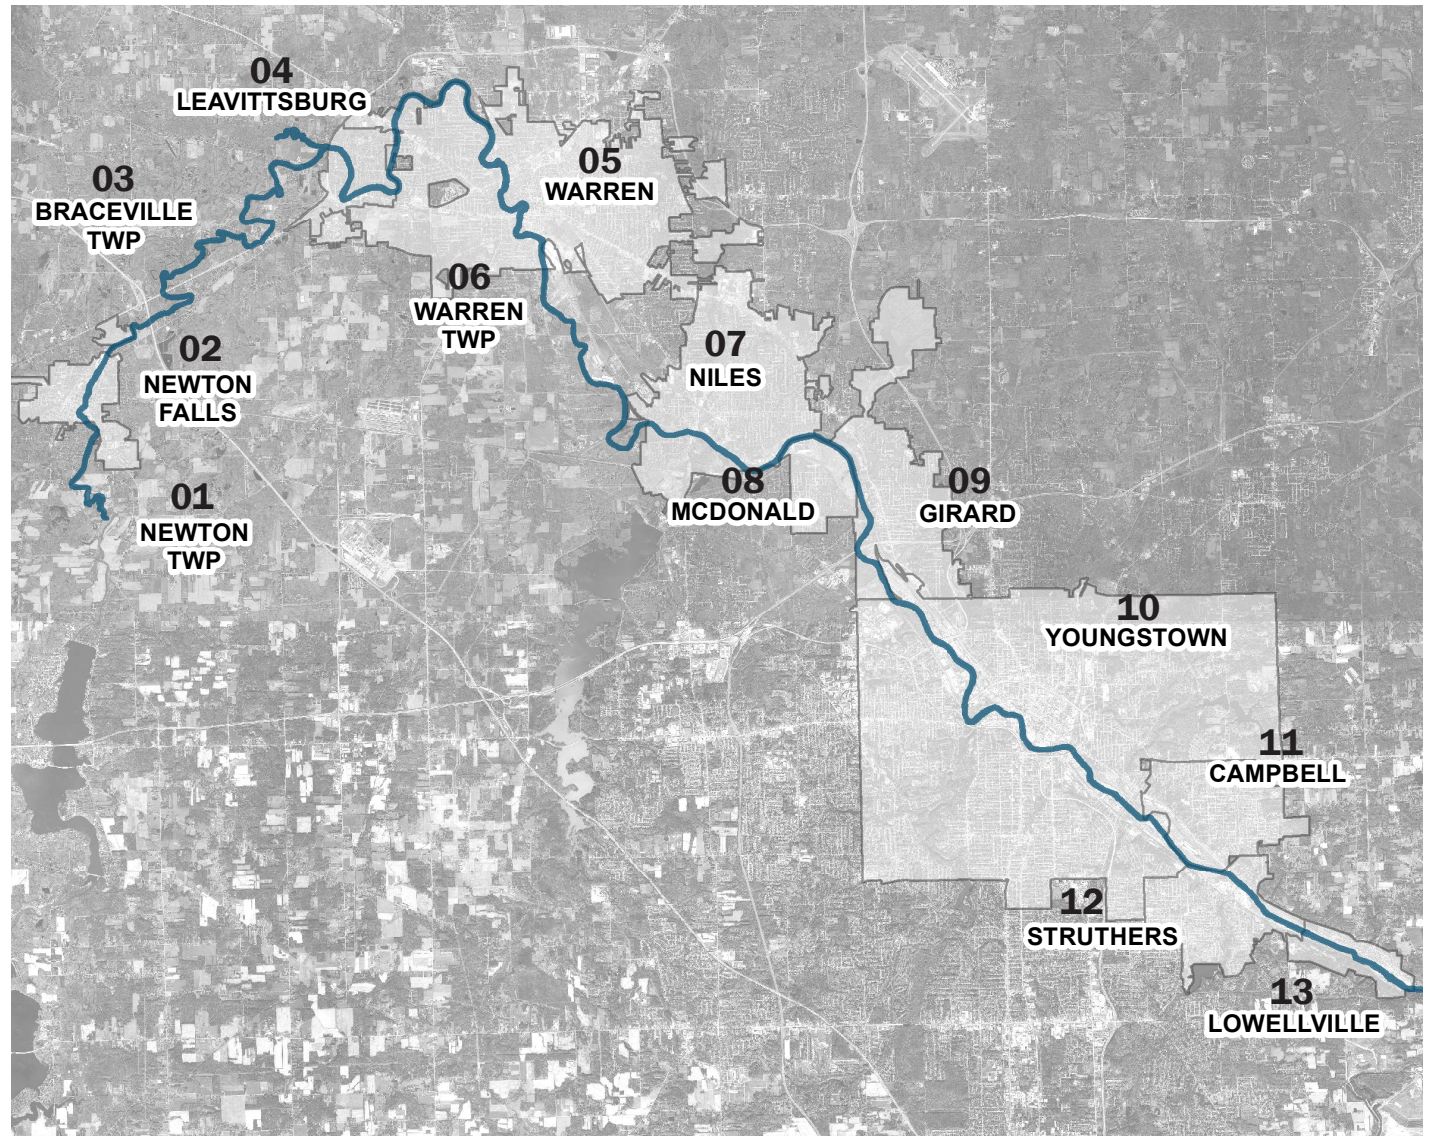 04
LEAVITTSBURG
03
BRACEVILLE
TWP
05
WARREN
06
WARREN
TWP
02
NEWTON
FALLS
07
NILES
01
NEWTON
TWP
08
MCDONALD
09
GIRARD
10
YOUNGSTOWN
11
CAMPBELL
12
STRUTHERS
13
LOWELLVILLE